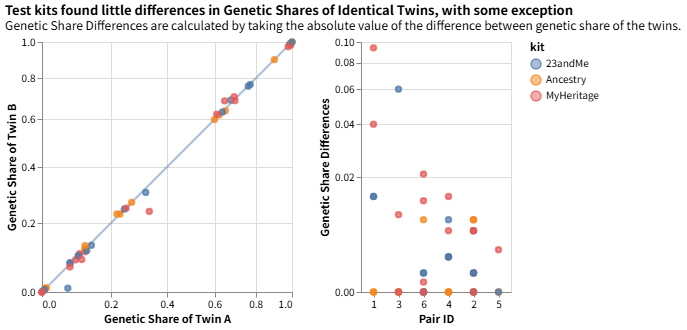 Test kits found little differences in Genetic Shares of Identical Twins, with some exception
Genetic Share Differences are calculated by taking the absolute value of the difference between genetic share of the twins.
1.0
0.8
0.6
0.4
0.2
0.0
Genetic Share of Twin B
0.0 0.2 0.4 0.6 0.8 1.0
Genetic Share of Twin A
0.10
0.08
0.06
0.04
0.02
0.00
Genetic Share Differences
1 3 6 4 2 5
Pair ID
kit
23andMe
Ancestry
MyHeritage